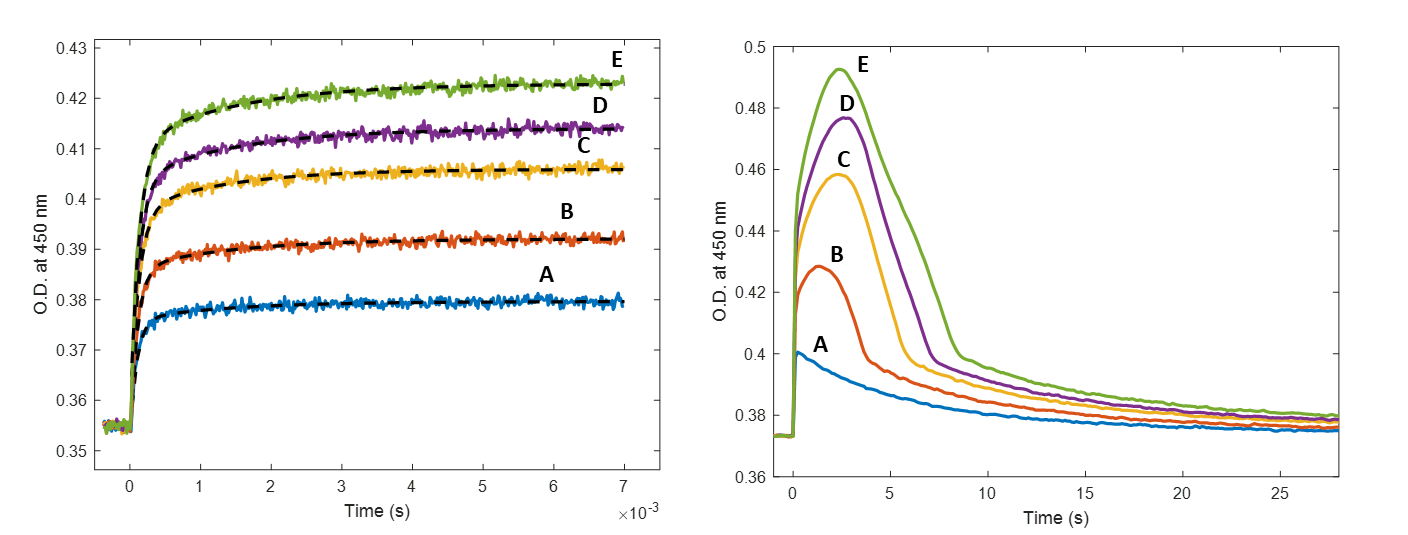 0.43
0.42
0.41
0.4
0.39
0.38
0.37
0.36
0.35
O.D. at 450 nm
E
D
C
B
A
0 1 2 3 4 5 6 7
Time (s)
×10⁻³
0.5
0.48
0.46
0.44
0.42
0.4
0.38
0.36
O.D. at 450 nm
E
D
C
B
A
0 5 10 15 20 25
Time (s)